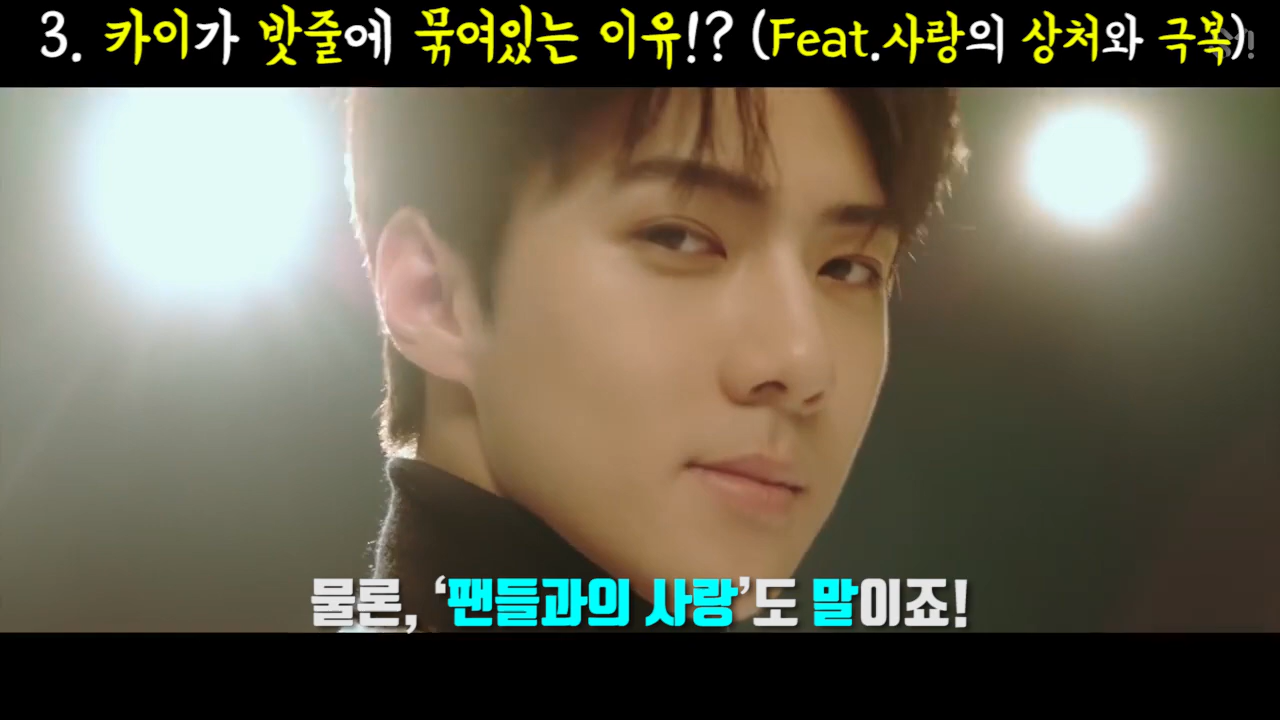 3. 카이가 밧줄에 묶여있는 이유!? (Feat.사랑의 상처와 극복)
물론, ‘팬들과의 사랑’도 말이죠!